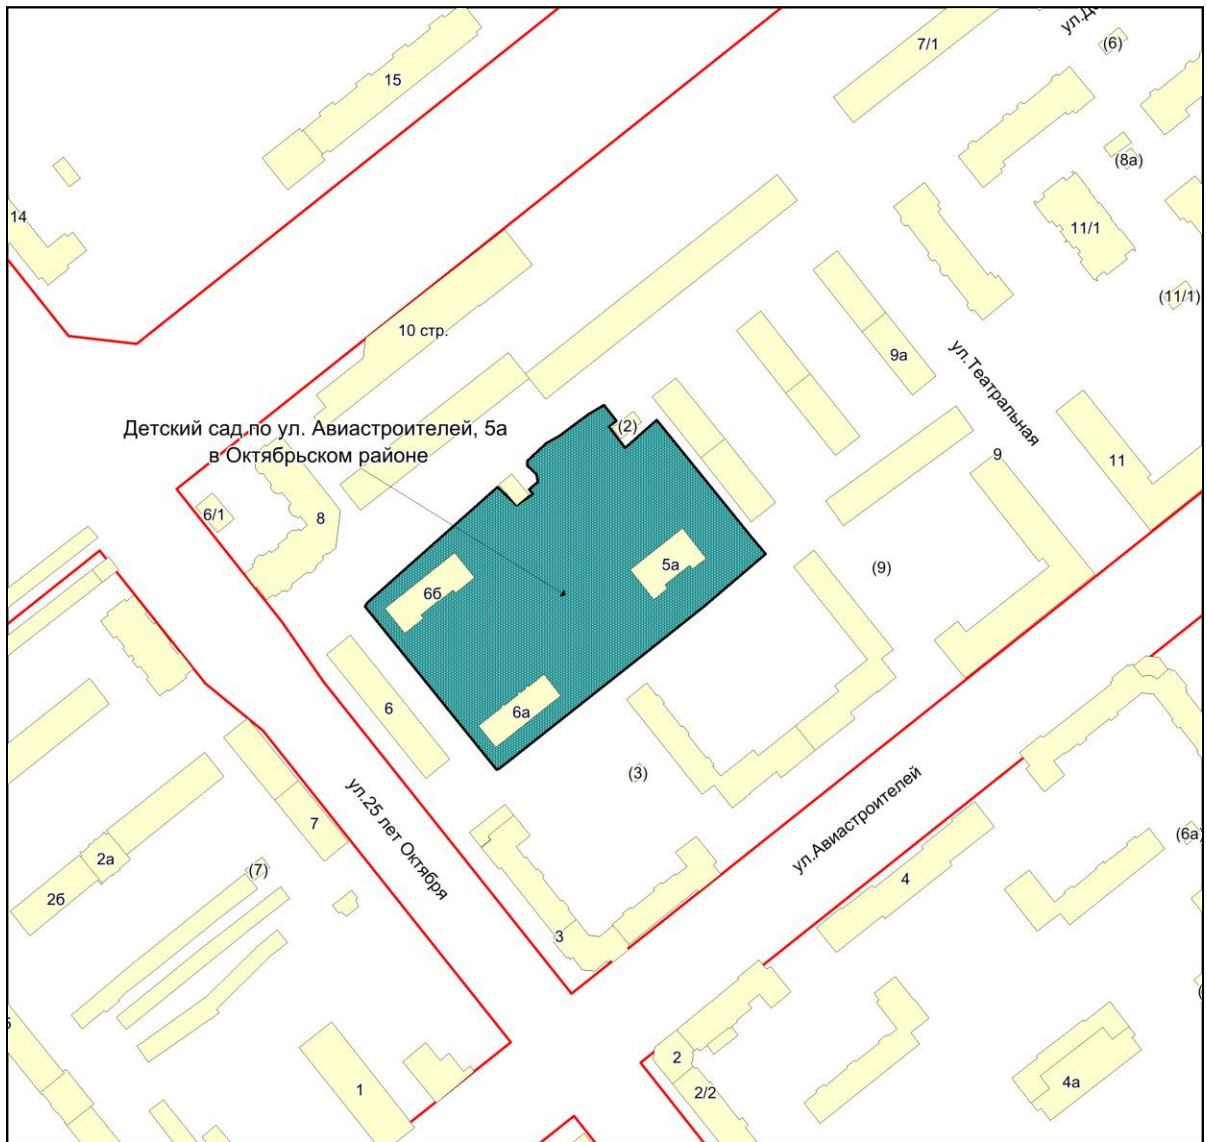 ул.Д
(6)
7/1
15
(8а)
14
11/1
(11/1)
10 стр.
9а
ул.Театральная
Детский сад по ул. Авиастроителей, 5а
в Октябрьском районе
(2)
9
11
6/1
8
5а
(9)
6б
6
6а
(3)
ул.25 лет Октября
ул.Авиастроителей
7
(6а)
2а
(7)
4
2б
3
2
4а
1
2/2